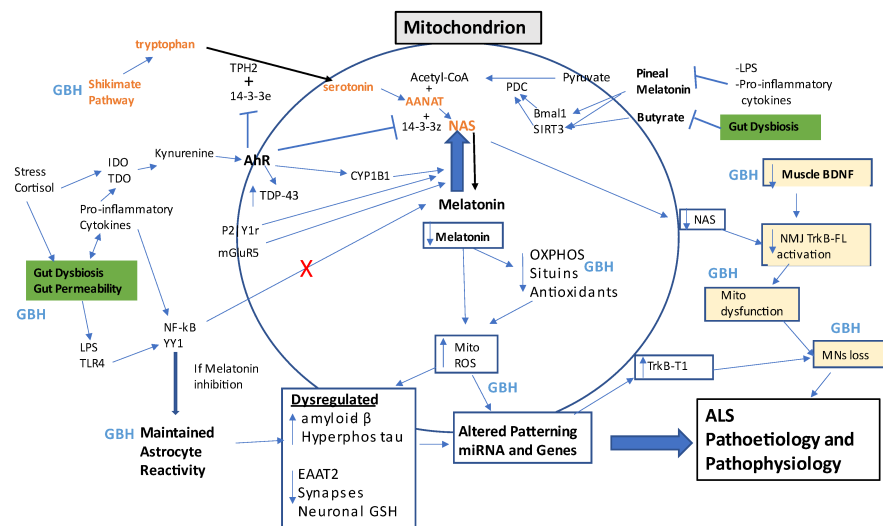 Mitochondrion
tryptophan
GBH
Shikimate
Pathway
TPH2
+
14-3-3e
serotonin
Acetyl-CoA
+
AANAT
+
14-3-3z
NAS
PDC
Pyruvate
Bmal1
SIRT3
Pineal
Melatonin
Butyrate
-LPS
-Pro-inflammatory
cytokines
Gut Dysbiosis
Stress
Cortisol
IDO
TDO
Kynurenine
AhR
TDP-43
CYP1B1
Pro-inflammatory
Cytokines
P2 Y1r
mGluR5
Melatonin
Melatonin
OXPHOS
Situins
Antioxidants
GBH
NAS
GBH
Muscle BDNF
NMJ TrkB-FL
activation
GBH
Mito
dysfunction
GBH
MNs loss
Gut Dysbiosis
Gut Permeability
GBH
LPS
TLR4
NF-kB
YY1
X
If Melatonin
inhibition
Mito
ROS
GBH
TrkB-T1
GBH
Maintained
Astrocyte
Reactivity
Dysregulated
amyloid β
Hyperphos tau
EAAT2
Synapses
Neuronal GSH
Altered Patterning
miRNA and Genes
ALS
Pathoetiology and
Pathophysiology